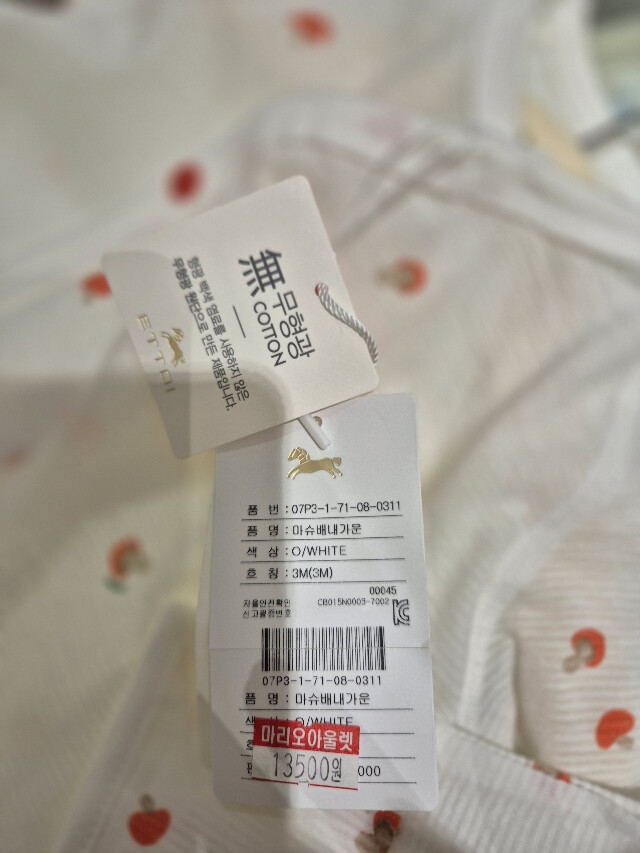 無 무형광
COTTON
형광 백색 염료를 사용하지 않은
무형광 원단으로 만든 제품입니다.
ETTOI
품 번 : 07P3-1-71-08-0311
품 명 : 마슈배내가운
색 상 : O/WHITE
호 칭 : 3M(3M)
00045
자율안전확인 CB015N0003-7002
신고필증번호
07P3-1-71-08-0311
품 명 : 마슈배내가운
색 상 : O/WHITE
마리오아울렛
13500원
000